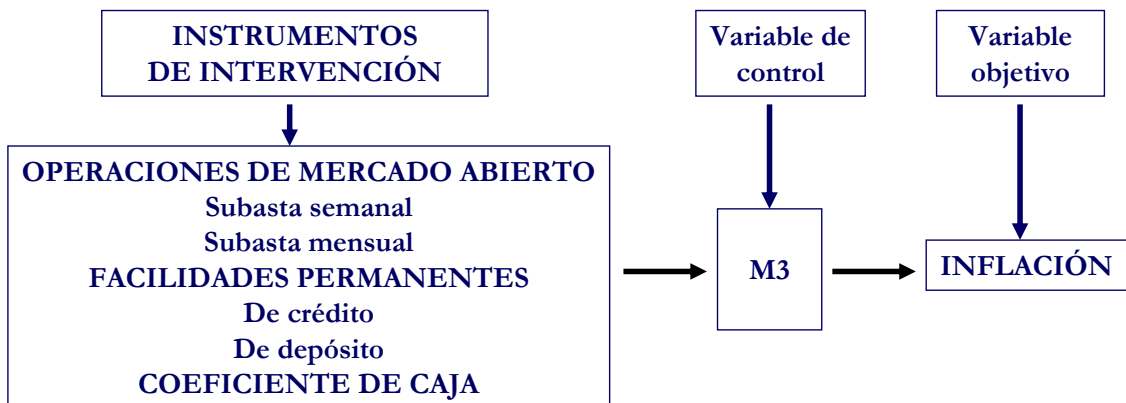 INSTRUMENTOS
DE INTERVENCIÓN
Variable de
control
Variable
objetivo
OPERACIONES DE MERCADO ABIERTO
Subasta semanal
Subasta mensual
FACILIDADES PERMANENTES
De crédito
De depósito
COEFICIENTE DE CAJA
M3
INFLACIÓN